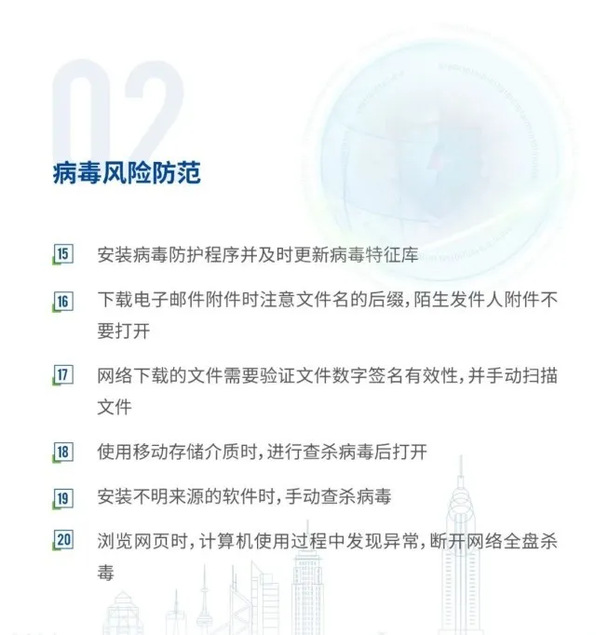 02
病毒风险防范
15 安装病毒防护程序并及时更新病毒特征库
16 下载电子邮件附件时注意文件名的后缀,陌生发件人附件不
要打开
17 网络下载的文件需要验证文件数字签名有效性,并手动扫描
文件
18 使用移动存储介质时,进行查杀病毒后打开
19 安装不明来源的软件时,手动查杀病毒
20 浏览网页时,计算机使用过程中发现异常,断开网络全盘杀
毒